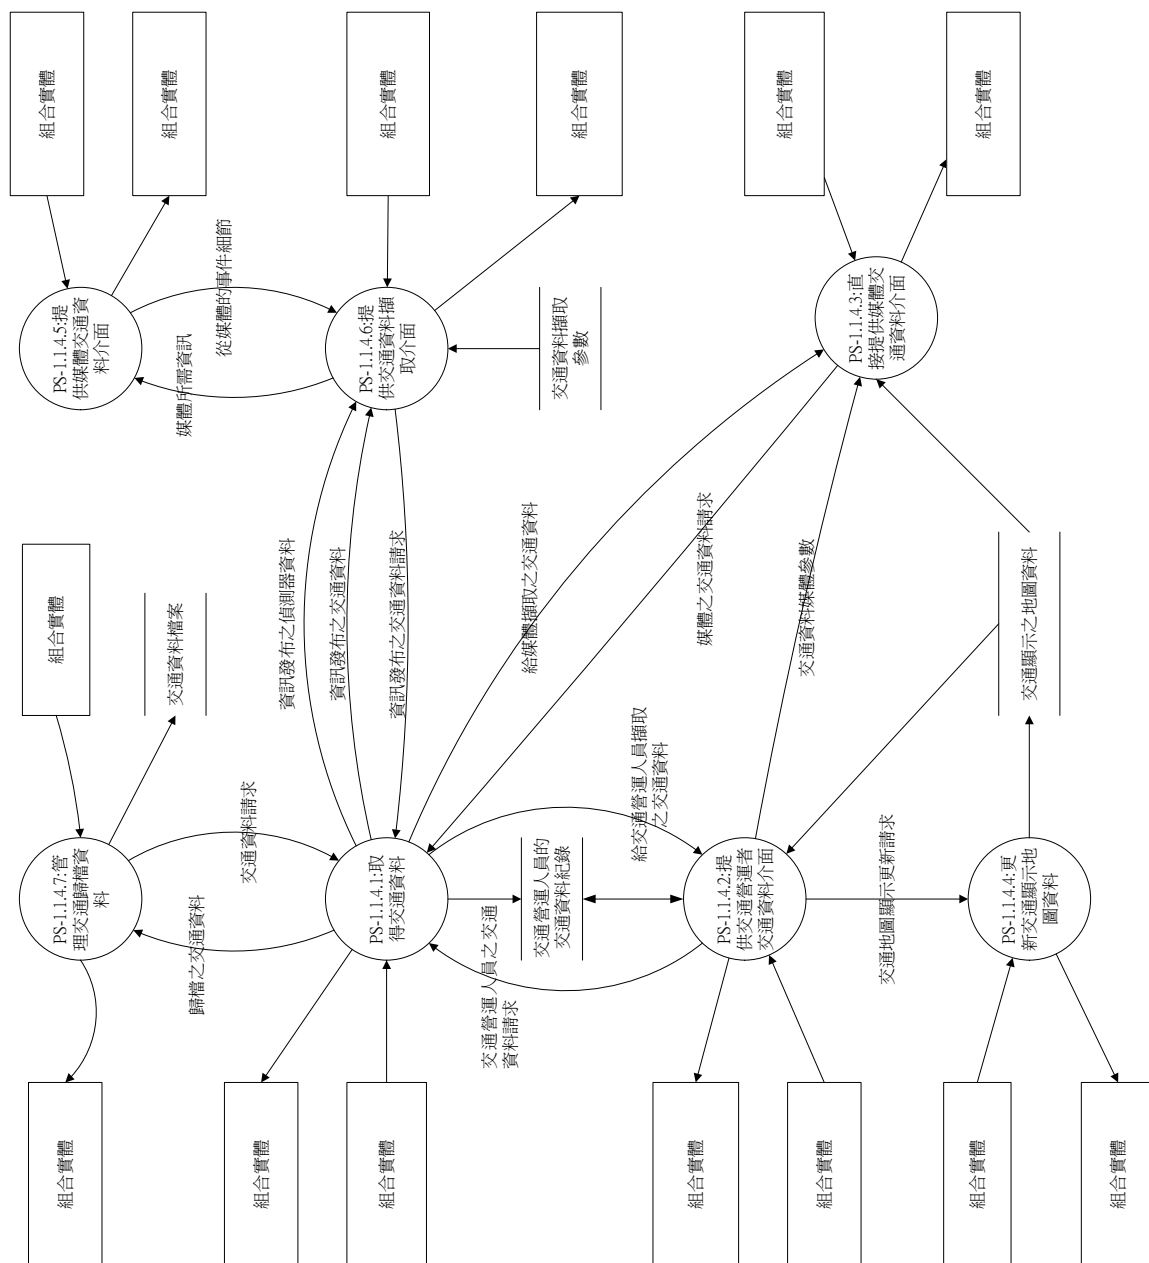 組合實體
組合實體
PS-1.1.4.7:管
理交通歸檔資
料
組合實體
PS-1.1.4.5:提
供媒體交通資
料介面
組合實體
交通資料檔案
歸檔之交通資料
交通資料請求
媒體所需資訊
從媒體的事件細節
組合實體
資訊發布之偵測器資料
資訊發布之交通資料
資訊發布之交通資料請求
組合實體
PS-1.1.4.1:取
得交通資料
PS-1.1.4.6:提
供交通資料擷
取介面
組合實體
交通營運人員之交通
資料請求
交通營運人員的
交通資料紀錄
給媒體擷取之交通資料
交通資料擷取
參數
組合實體
給交通營運人員擷取
之交通資料
媒體之交通資料請求
組合實體
PS-1.1.4.2:提
供交通營運者
交通資料介面
組合實體
組合實體
交通資料媒體參數
PS-1.1.4.3:直
接提供媒體交
通資料介面
交通地圖顯示更新請求
組合實體
組合實體
PS-1.1.4.4:更
新交通顯示地
圖資料
交通顯示之地圖資料
組合實體